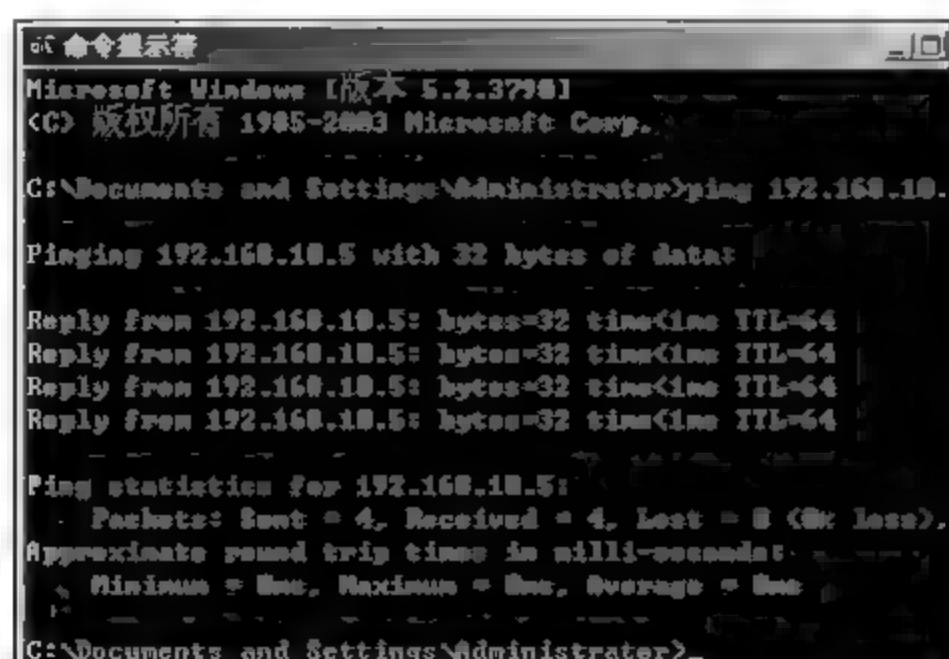 命令提示符
Microsoft Windows [版本 5.2.3790]
(C) 版权所有 1985-2003 Microsoft Corp.
C:\Documents and Settings\Administrator>ping 192.168.10.
Pinging 192.168.10.5 with 32 bytes of data:
Reply from 192.168.10.5: bytes=32 time<1ms TTL=64
Reply from 192.168.10.5: bytes=32 time<1ms TTL=64
Reply from 192.168.10.5: bytes=32 time<1ms TTL=64
Reply from 192.168.10.5: bytes=32 time<1ms TTL=64
Ping statistics for 192.168.10.5:
Packets: Sent = 4, Received = 4, Lost = 0 (0% loss),
Approximate round trip times in milli-seconds:
Minimum = 0ms, Maximum = 0ms, Average = 0ms
C:\Documents and Settings\Administrator>_